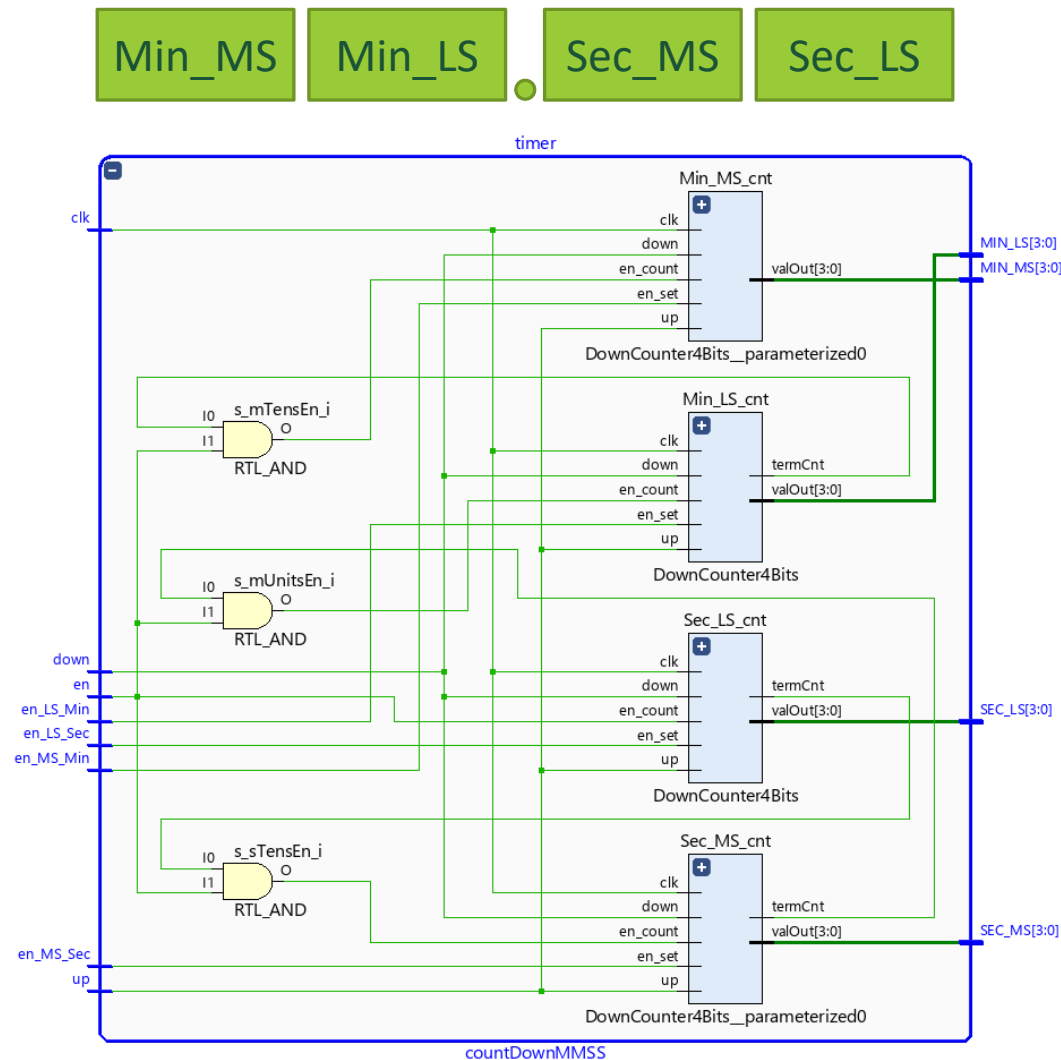 Min_MS Min_LS Sec_MS Sec_LS
timer
Min_MS_cnt
clk
clk
down
en_count
en_set
up
valOut[3:0]
MIN_LS[3:0]
MIN_MS[3:0]
DownCounter4Bits__parameterized0
s_mTensEn_i
I0
I1
O
RTL_AND
Min_LS_cnt
clk
down
en_count
en_set
up
termCnt
valOut[3:0]
DownCounter4Bits
s_mUnitsEn_i
I0
I1
O
RTL_AND
down
en
en_LS_Min
en_LS_Sec
en_MS_Min
Sec_LS_cnt
clk
down
en_count
en_set
up
termCnt
valOut[3:0]
SEC_LS[3:0]
DownCounter4Bits
s_sTensEn_i
I0
I1
O
RTL_AND
Sec_MS_cnt
clk
down
en_count
en_set
up
termCnt
valOut[3:0]
SEC_MS[3:0]
en_MS_Sec
up
DownCounter4Bits__parameterized0
countDownMMSS